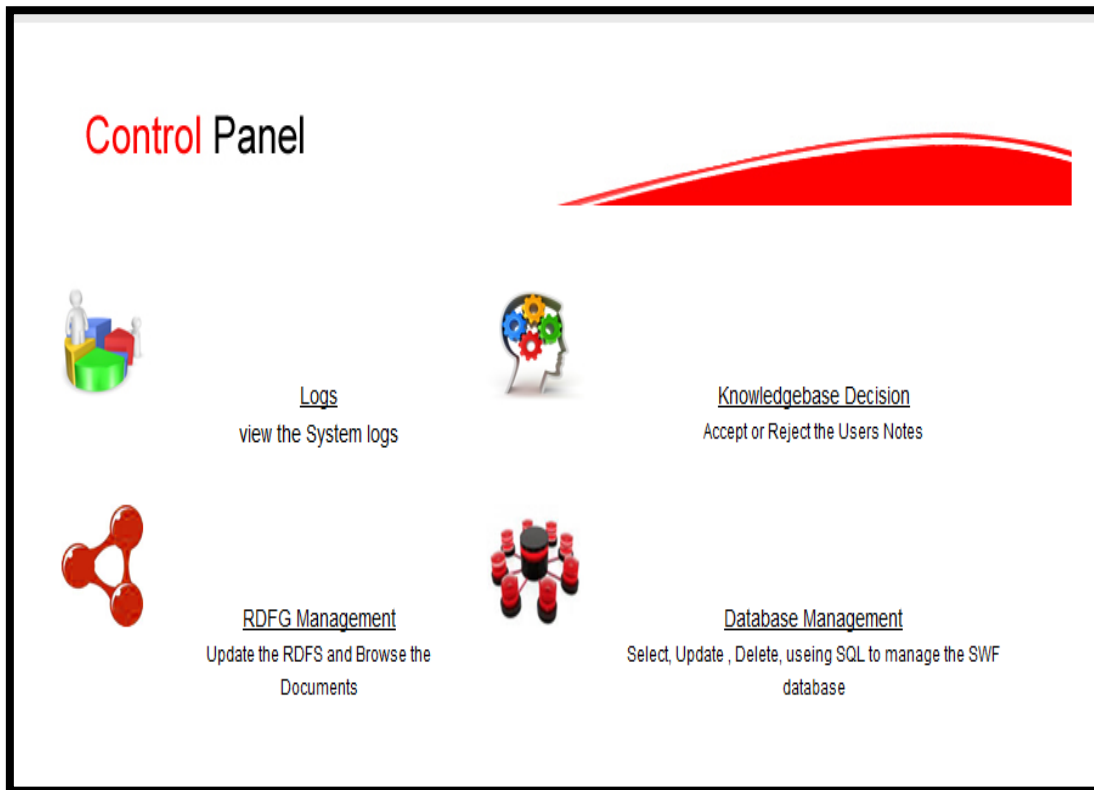 Control Panel
Logs
view the System logs
Knowledgebase Decision
Accept or Reject the Users Notes
RDFG Management
Update the RDFS and Browse the
Documents
Database Management
Select, Update , Delete, useing SQL to manage the SWF
database